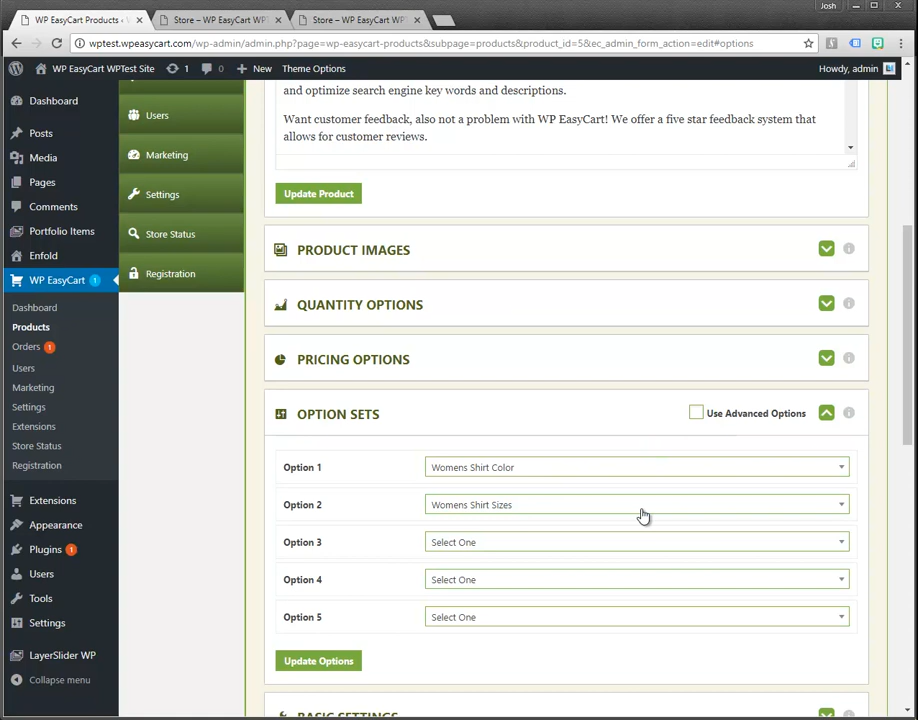 Josh
WP EasyCart Products ‹
Store – WP EasyCart WPT
Store – WP EasyCart WPT
wptest.wpeasycart.com/wp-admin/admin.php?page=wp-easycart-products&subpage=products&product_id=5&ec_admin_form_action=edit#options
WP EasyCart WPTest Site
1
0
New
Theme Options
Howdy, admin
Dashboard
Posts
Media
Pages
Comments
Portfolio Items
Enfold
WP EasyCart 1
Dashboard
Products
Orders 1
Users
Marketing
Settings
Extensions
Store Status
Registration
Extensions
Appearance
Plugins 1
Users
Tools
Settings
LayerSlider WP
Collapse menu
Users
Marketing
Settings
Store Status
Registration
and optimize search engine key words and descriptions.
Want customer feedback, also not a problem with WP EasyCart! We offer a five star feedback system that
allows for customer reviews.
Update Product
PRODUCT IMAGES
QUANTITY OPTIONS
PRICING OPTIONS
OPTION SETS
Use Advanced Options
Option 1 Womens Shirt Color
Option 2 Womens Shirt Sizes
Option 3 Select One
Option 4 Select One
Option 5 Select One
Update Options
BASIC SETTINGS